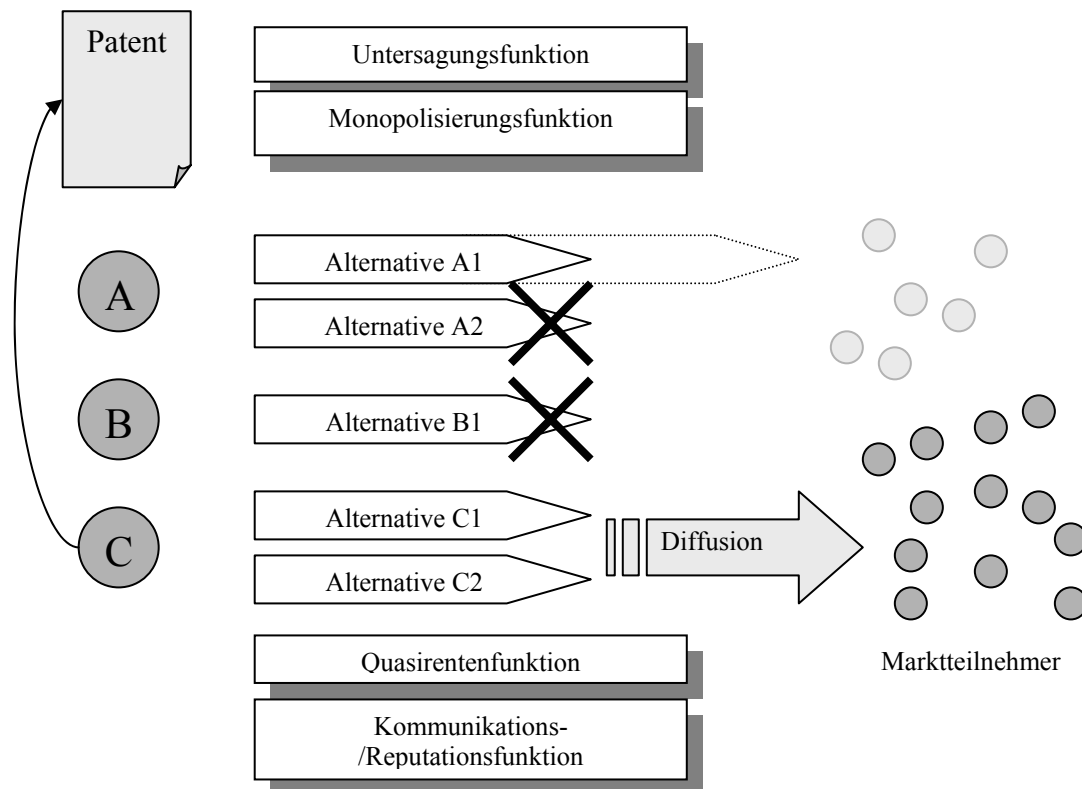 Patent
Untersagungsfunktion
Monopolisierungsfunktion
A
Alternative A1
Alternative A2
B
Alternative B1
C
Alternative C1
Alternative C2
Diffusion
Quasirentenfunktion
Marktteilnehmer
Kommunikations-
/Reputationsfunktion